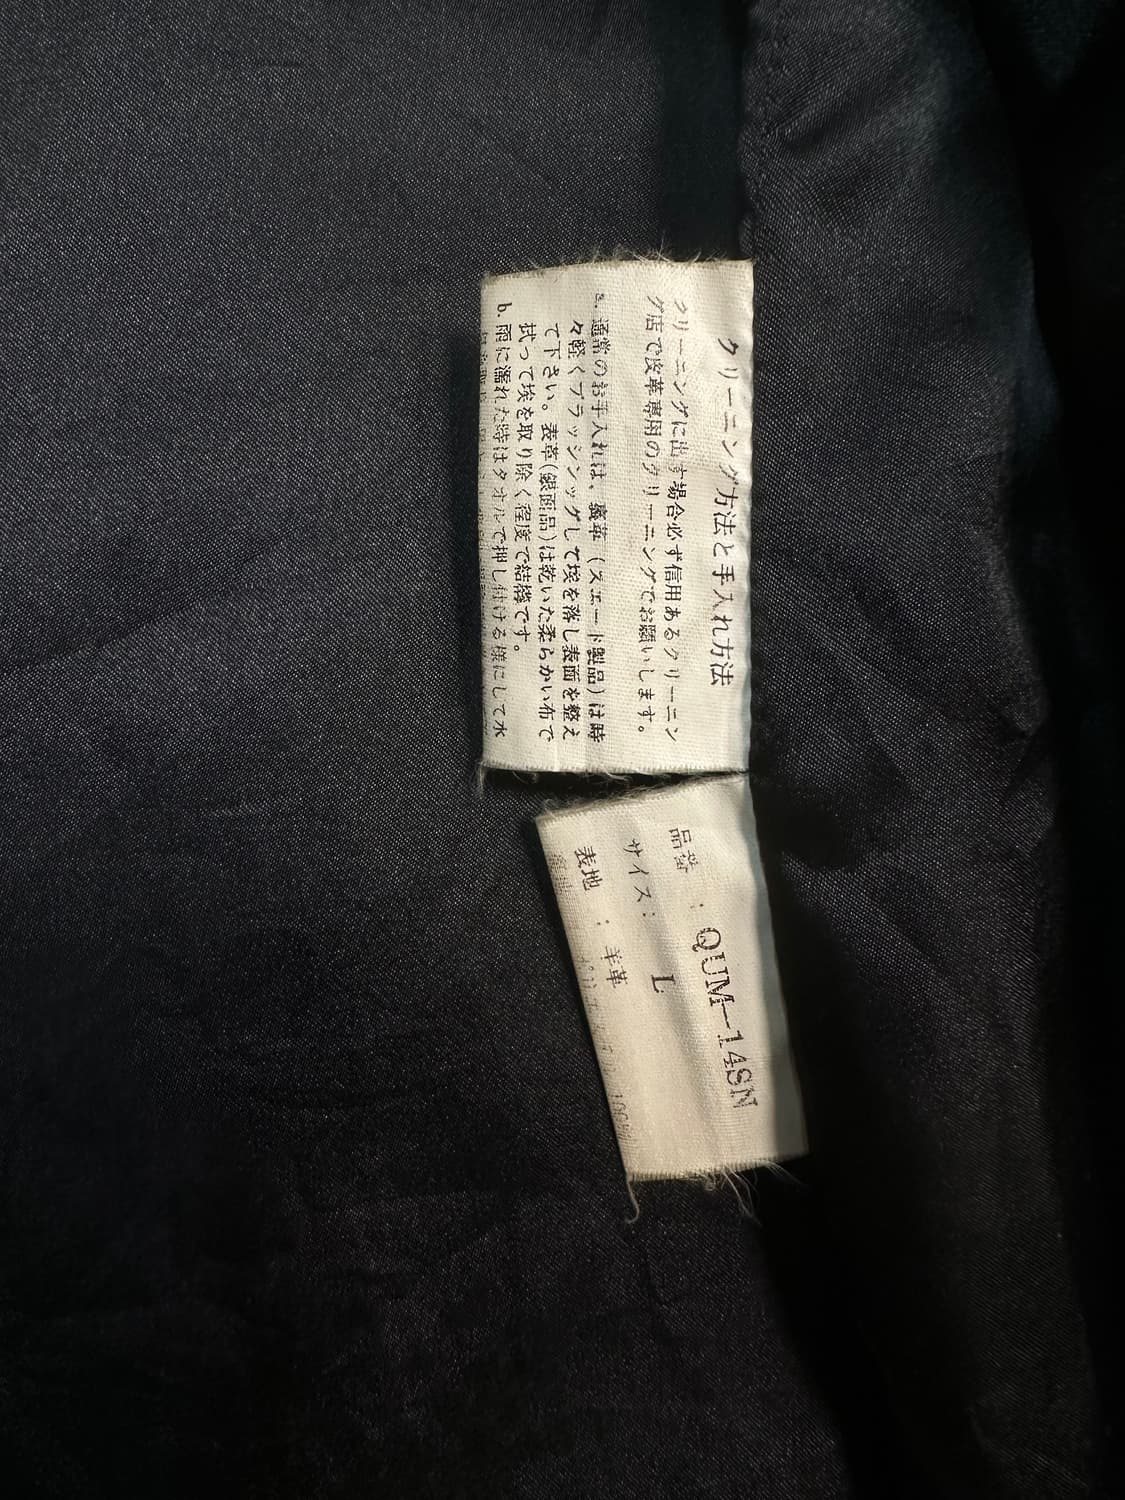 クリーニング方法と手入れ方法
クリーニングに出す場合必ず信用あるクリーニン
グ店で皮革専用のクリーニングでお願いします。
a. 通常のお手入れは、裏革（スエード製品）は時
々軽くブラッシンッグして埃を落し表面を整え
て下さい。表革(銀面品)は乾いた柔らかい布で
拭って埃を取り除く程度で結構です。
b. 雨に濡れた時はタオルで押し付ける様にして水
品番 : QUM-14SN
サイズ: L
表地 : 羊革
100%